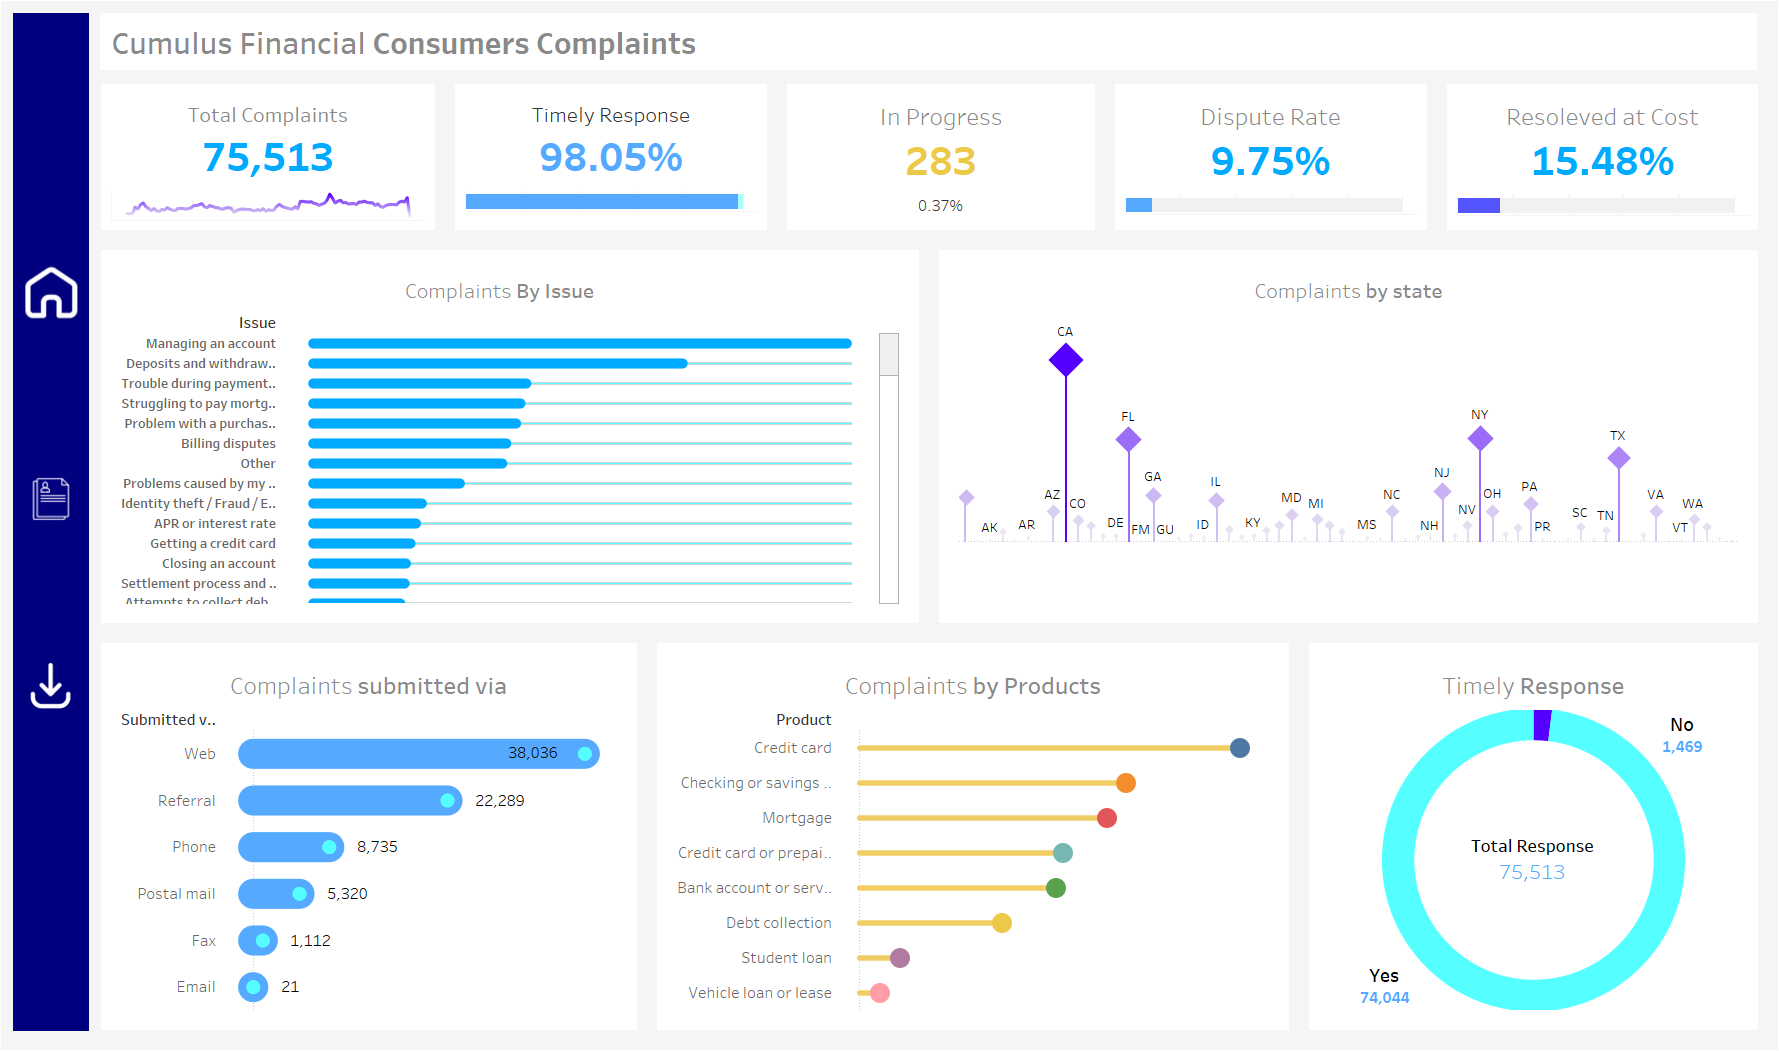 Cumulus Financial Consumers Complaints
Total Complaints
75,513
Timely Response
98.05%
In Progress
283
0.37%
Dispute Rate
9.75%
Resoleved at Cost
15.48%
Complaints By Issue
Issue
Managing an account
Deposits and withdraw..
Trouble during payment..
Struggling to pay mortg..
Problem with a purchas..
Billing disputes
Other
Problems caused by my ..
Identity theft / Fraud / E..
APR or interest rate
Getting a credit card
Closing an account
Settlement process and ..
Attempts to collect deb..
Complaints by state
CA
FL
NY
TX
NJ
GA
IL
PA
AZ
CO
MD
MI
NC
OH
VA
WA
NV
SC
TN
AK
AR
DE
FM
GU
ID
KY
MS
NH
PR
VT
Complaints submitted via
Submitted v..
Web
38,036
Referral
22,289
Phone
8,735
Postal mail
5,320
Fax
1,112
Email
21
Complaints by Products
Product
Credit card
Checking or savings ..
Mortgage
Credit card or prepai..
Bank account or serv..
Debt collection
Student loan
Vehicle loan or lease
Timely Response
No
1,469
Total Response
75,513
Yes
74,044